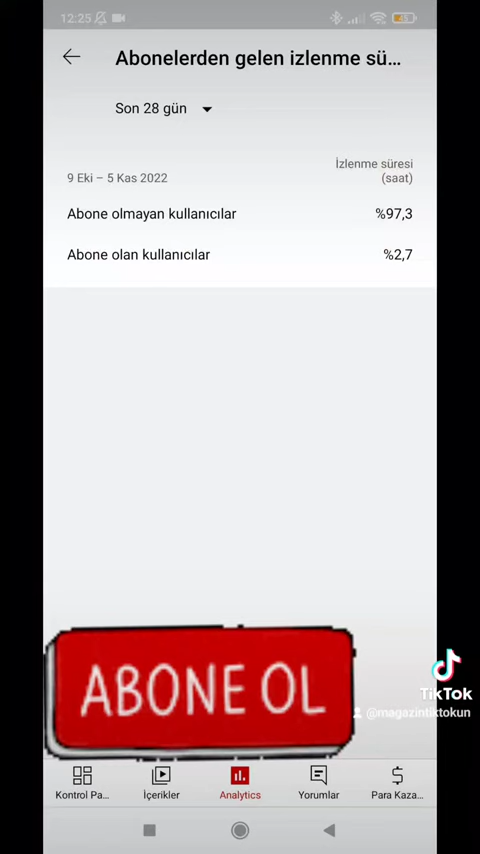 12.25
45
Abonelerden gelen izlenme sü...
Son 28 gün
İzlenme süresi
(saat)
9 Eki – 5 Kas 2022
Abone olmayan kullanıcılar %97,3
Abone olan kullanıcılar %2,7
ABONE OL
TikTok
@magazintiktokun
Kontrol Pa... İçerikler Analytics Yorumlar Para Kaza...